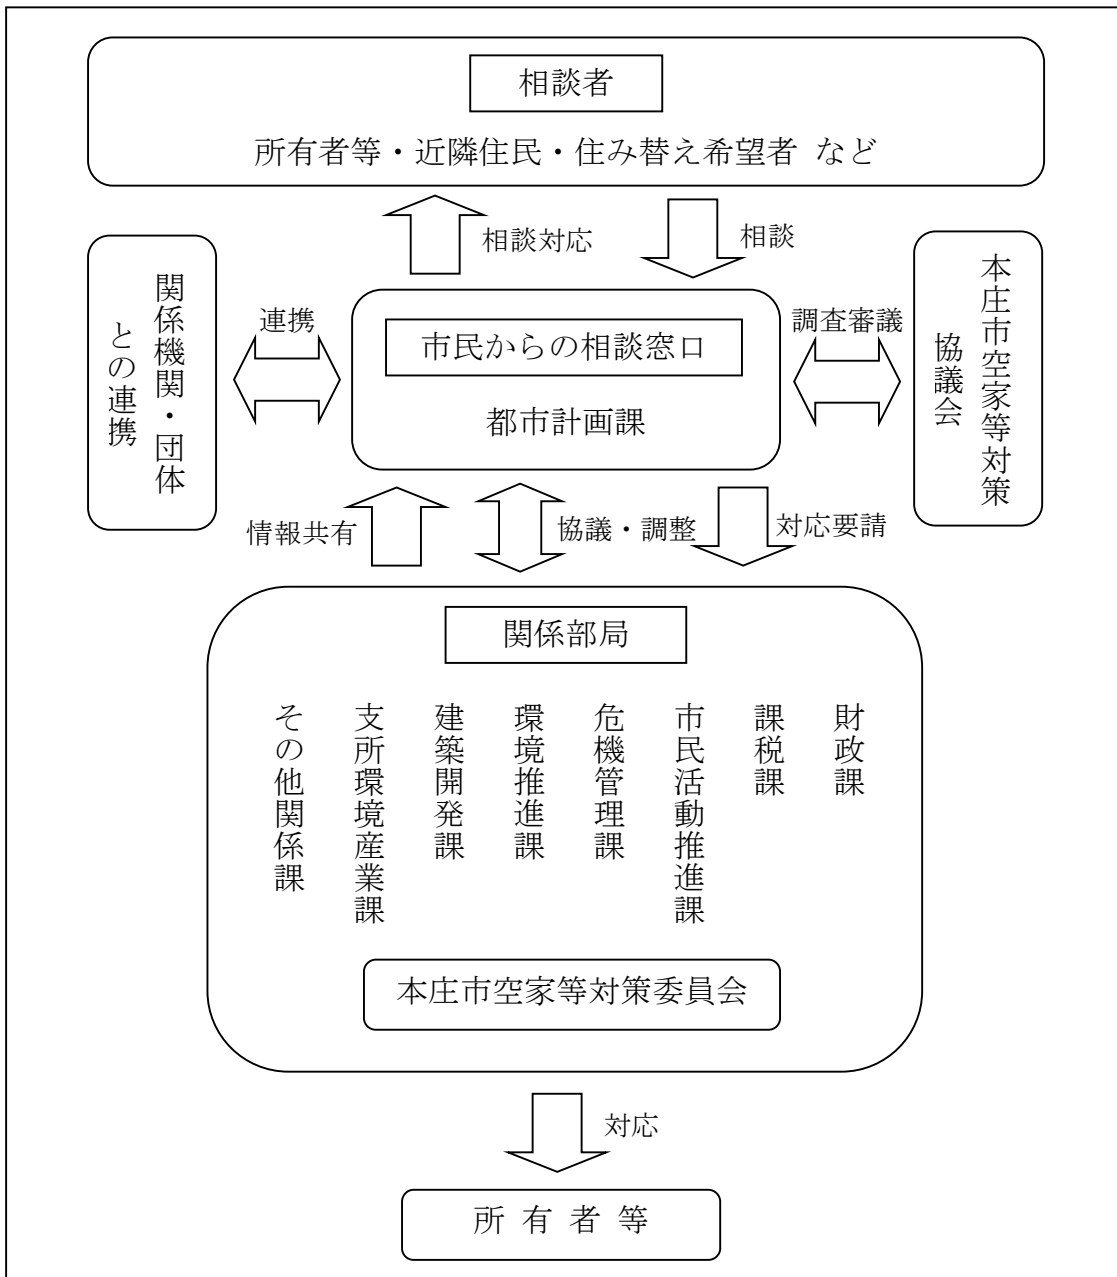 相談者
所有者等・近隣住民・住み替え希望者 など
相談対応
相談
関係機関・団体
との連携
連携
市民からの相談窓口
都市計画課
調査審議
本庄市空家等対策
協議会
情報共有
協議・調整
対応要請
関係部局
財政課
課税課
市民活動推進課
危機管理課
環境推進課
建築開発課
支所環境産業課
その他関係課
本庄市空家等対策委員会
対応
所 有 者 等